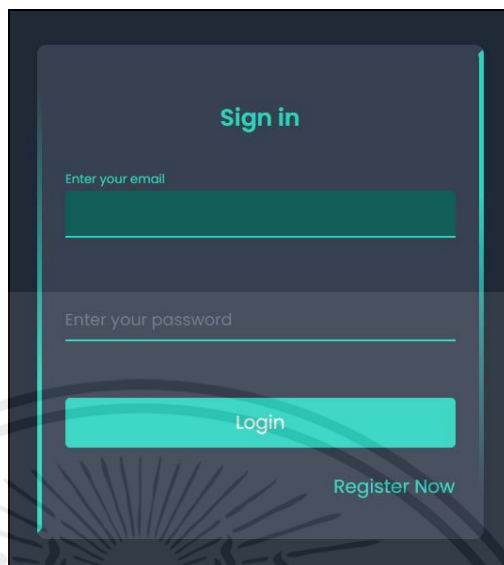 Sign in
Enter your email
Enter your password
Login
Register Now